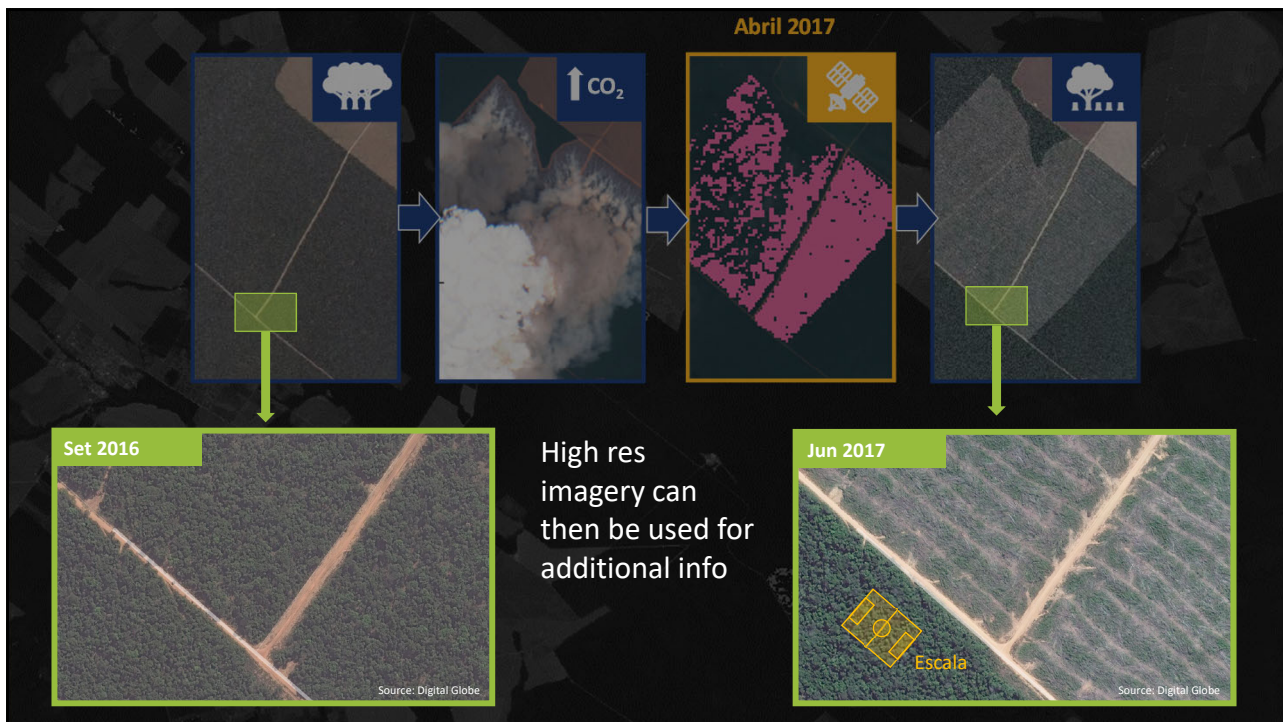 Abril 2017
CO₂
Set 2016
High res
imagery can
then be used for
additional info
Jun 2017
Escala
Source: Digital Globe
Source: Digital Globe